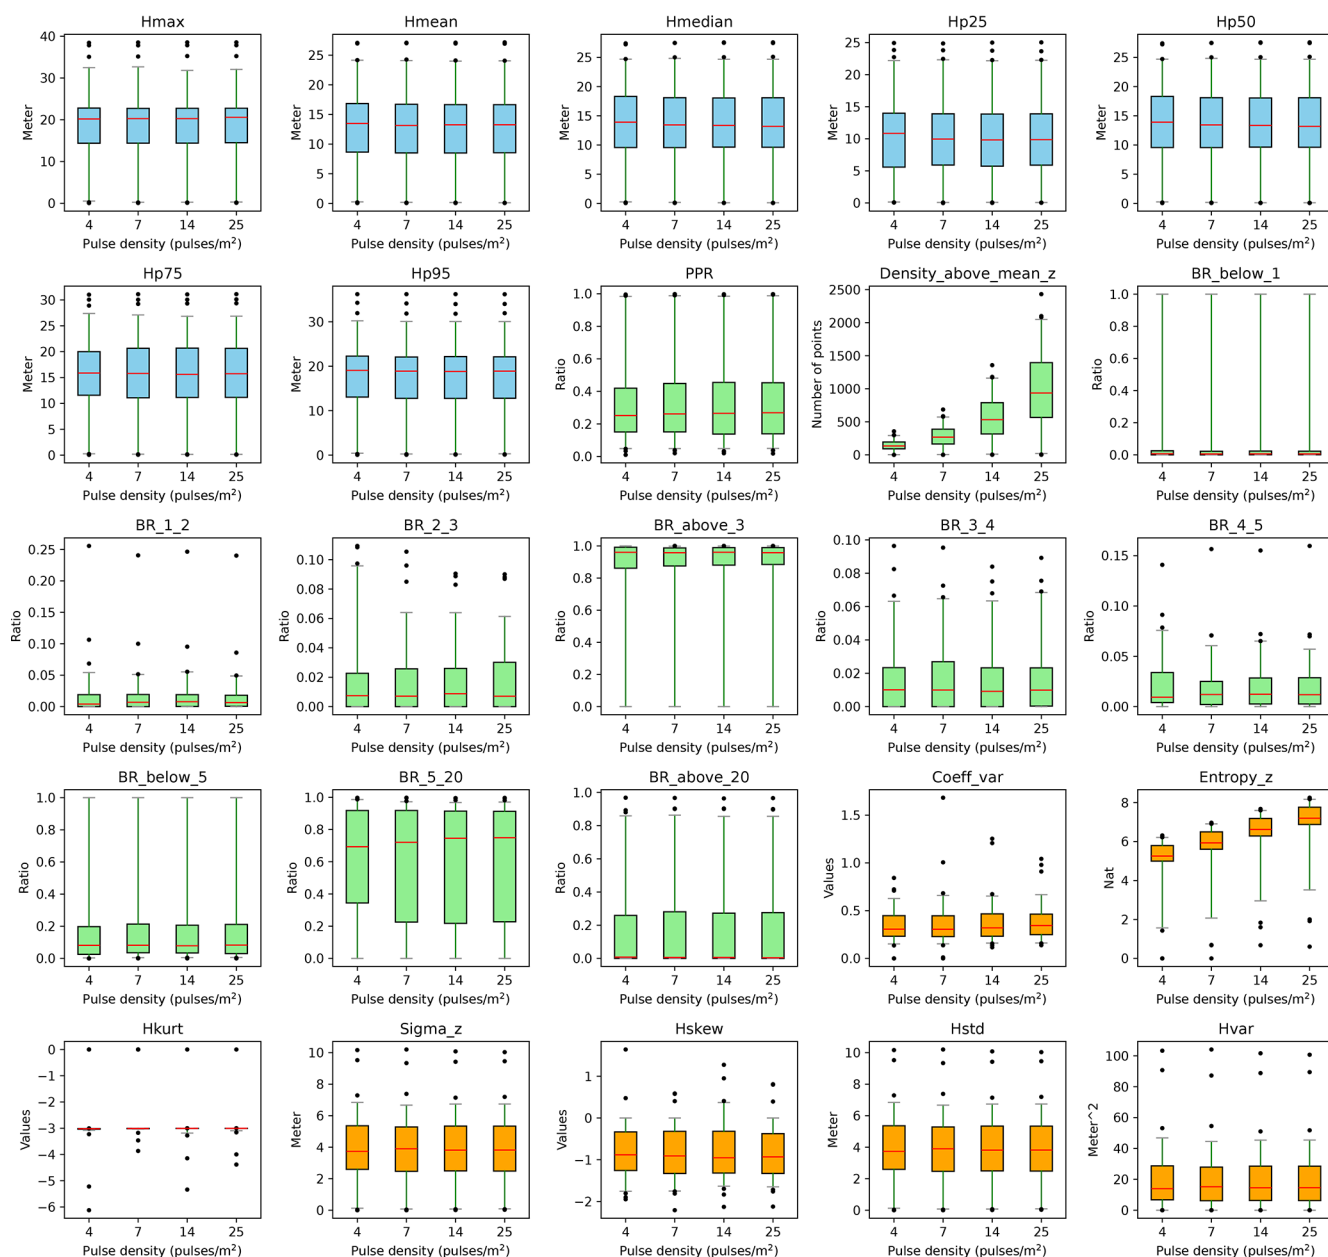 Hmax Hmean Hmedian Hp25 Hp50
Meter Meter Meter Meter Meter
40 30 20 10 0
25 20 15 10 5 0
25 20 15 10 5 0
25 20 15 10 5 0
25 20 15 10 5 0
4 7 14 25 4 7 14 25 4 7 14 25 4 7 14 25 4 7 14 25
Pulse density (pulses/m²) Pulse density (pulses/m²) Pulse density (pulses/m²) Pulse density (pulses/m²) Pulse density (pulses/m²)
Hp75 Hp95 PPR Density_above_mean_z BR_below_1
Meter Meter Ratio Number of points Ratio
30 25 20 15 10 5 0
30 20 10 0
1.0 0.8 0.6 0.4 0.2 0.0
2500 2000 1500 1000 500 0
1.0 0.8 0.6 0.4 0.2 0.0
4 7 14 25 4 7 14 25 4 7 14 25 4 7 14 25 4 7 14 25
Pulse density (pulses/m²) Pulse density (pulses/m²) Pulse density (pulses/m²) Pulse density (pulses/m²) Pulse density (pulses/m²)
BR_1_2 BR_2_3 BR_above_3 BR_3_4 BR_4_5
Ratio Ratio Ratio Ratio Ratio
0.25 0.20 0.15 0.10 0.05 0.00
0.10 0.08 0.06 0.04 0.02 0.00
1.0 0.8 0.6 0.4 0.2 0.0
0.10 0.08 0.06 0.04 0.02 0.00
0.15 0.10 0.05 0.00
4 7 14 25 4 7 14 25 4 7 14 25 4 7 14 25 4 7 14 25
Pulse density (pulses/m²) Pulse density (pulses/m²) Pulse density (pulses/m²) Pulse density (pulses/m²) Pulse density (pulses/m²)
BR_below_5 BR_5_20 BR_above_20 Coeff_var Entropy_z
Ratio Ratio Ratio Values Nat
1.0 0.8 0.6 0.4 0.2 0.0
1.0 0.8 0.6 0.4 0.2 0.0
1.0 0.8 0.6 0.4 0.2 0.0
1.5 1.0 0.5 0.0
8 6 4 2 0
4 7 14 25 4 7 14 25 4 7 14 25 4 7 14 25 4 7 14 25
Pulse density (pulses/m²) Pulse density (pulses/m²) Pulse density (pulses/m²) Pulse density (pulses/m²) Pulse density (pulses/m²)
Hkurt Sigma_z Hskew Hstd Hvar
Values Meter Values Meter Meter^2
0 −1 −2 −3 −4 −5 −6
10 8 6 4 2 0
1 0 −1 −2
10 8 6 4 2 0
100 80 60 40 20 0
4 7 14 25 4 7 14 25 4 7 14 25 4 7 14 25 4 7 14 25
Pulse density (pulses/m²) Pulse density (pulses/m²) Pulse density (pulses/m²) Pulse density (pulses/m²) Pulse density (pulses/m²)